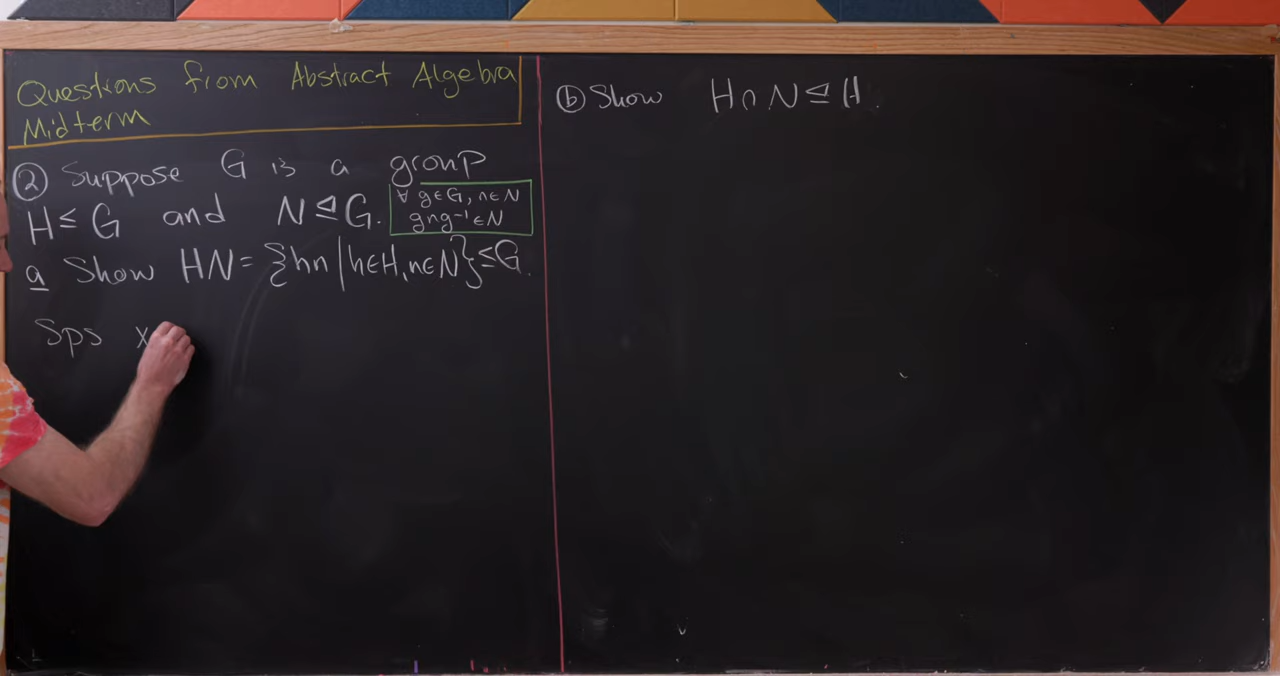 Questions from Abstract Algebra
Midterm
② Suppose G is a group
H ≤ G and N ⊴ G.
∀ g∈G, n∈N
gng⁻¹∈N
a Show HN = {hn | h∈H, n∈N} ≤ G.
Sps x
ⓑ Show H ∩ N ⊴ H.